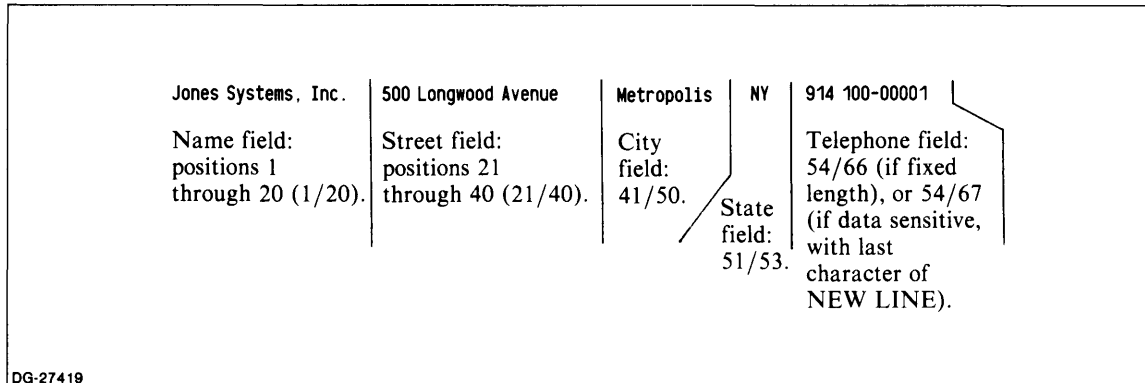 Jones Systems, Inc. 500 Longwood Avenue Metropolis NY 914 100-00001
Name field:
positions 1
through 20 (1/20).
Street field:
positions 21
through 40 (21/40).
City
field:
41/50.
State
field:
51/53.
Telephone field:
54/66 (if fixed
length), or 54/67
(if data sensitive,
with last
character of
NEW LINE).
DG-27419